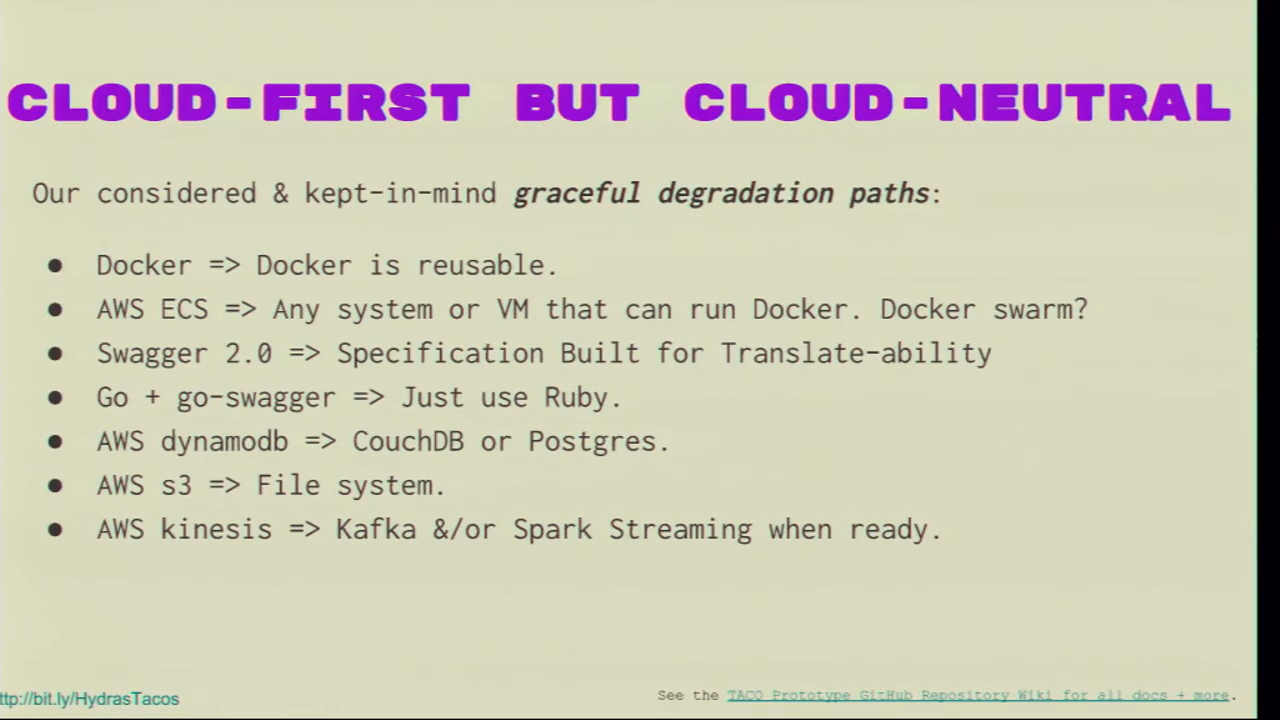 CLOUD-FIRST BUT CLOUD-NEUTRAL
Our considered & kept-in-mind graceful degradation paths:
● Docker => Docker is reusable.
● AWS ECS => Any system or VM that can run Docker. Docker swarm?
● Swagger 2.0 => Specification Built for Translate-ability
● Go + go-swagger => Just use Ruby.
● AWS dynamodb => CouchDB or Postgres.
● AWS s3 => File system.
● AWS kinesis => Kafka &/or Spark Streaming when ready.
ttp://bit.ly/HydrasTacos
See the TACO Prototype GitHub Repository Wiki for all docs + more.